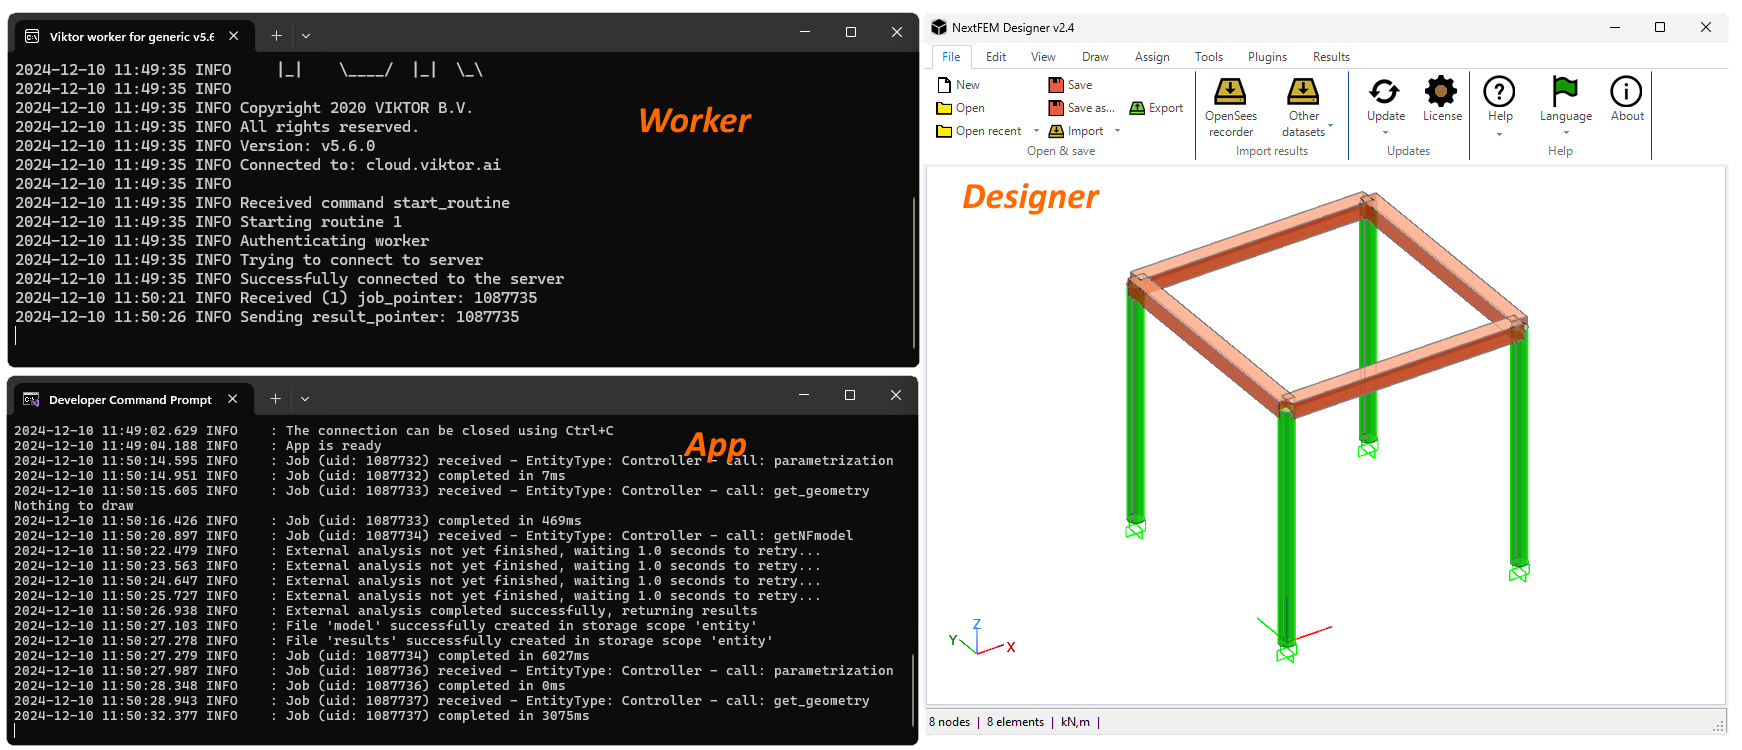 Viktor worker for generic v5.6
2024-12-10 11:49:35 INFO |_| \____/ |_| \_\
2024-12-10 11:49:35 INFO
2024-12-10 11:49:35 INFO Copyright 2020 VIKTOR B.V.
2024-12-10 11:49:35 INFO All rights reserved.
2024-12-10 11:49:35 INFO Version: v5.6.0
2024-12-10 11:49:35 INFO Connected to: cloud.viktor.ai
2024-12-10 11:49:35 INFO
2024-12-10 11:49:35 INFO Received command start_routine
2024-12-10 11:49:35 INFO Starting routine 1
2024-12-10 11:49:35 INFO Authenticating worker
2024-12-10 11:49:35 INFO Trying to connect to server
2024-12-10 11:49:35 INFO Successfully connected to the server
2024-12-10 11:50:21 INFO Received (1) job_pointer: 1087735
2024-12-10 11:50:26 INFO Sending result_pointer: 1087735
Worker
Developer Command Prompt
2024-12-10 11:49:02.629 INFO : The connection can be closed using Ctrl+C
2024-12-10 11:49:04.188 INFO : App is ready
2024-12-10 11:50:14.595 INFO : Job (uid: 1087732) received - EntityType: Controller - call: parametrization
2024-12-10 11:50:14.951 INFO : Job (uid: 1087732) completed in 7ms
2024-12-10 11:50:15.605 INFO : Job (uid: 1087733) received - EntityType: Controller - call: get_geometry
Nothing to draw
2024-12-10 11:50:16.426 INFO : Job (uid: 1087733) completed in 469ms
2024-12-10 11:50:20.897 INFO : Job (uid: 1087734) received - EntityType: Controller - call: getNFmodel
2024-12-10 11:50:22.479 INFO : External analysis not yet finished, waiting 1.0 seconds to retry...
2024-12-10 11:50:23.563 INFO : External analysis not yet finished, waiting 1.0 seconds to retry...
2024-12-10 11:50:24.647 INFO : External analysis not yet finished, waiting 1.0 seconds to retry...
2024-12-10 11:50:25.727 INFO : External analysis not yet finished, waiting 1.0 seconds to retry...
2024-12-10 11:50:26.938 INFO : External analysis completed successfully, returning results
2024-12-10 11:50:27.103 INFO : File 'model' successfully created in storage scope 'entity'
2024-12-10 11:50:27.278 INFO : File 'results' successfully created in storage scope 'entity'
2024-12-10 11:50:27.279 INFO : Job (uid: 1087734) completed in 6027ms
2024-12-10 11:50:27.987 INFO : Job (uid: 1087736) received - EntityType: Controller - call: parametrization
2024-12-10 11:50:28.348 INFO : Job (uid: 1087736) completed in 0ms
2024-12-10 11:50:28.943 INFO : Job (uid: 1087737) received - EntityType: Controller - call: get_geometry
2024-12-10 11:50:32.377 INFO : Job (uid: 1087737) completed in 3075ms
App
NextFEM Designer v2.4
File Edit View Draw Assign Tools Plugins Results
New Save
Open Save as... Export
Open recent Import
Open & save
OpenSees recorder
Other datasets
Import results
Update License
Updates
Help Language About
Help
Designer
Z
Y
X
8 nodes | 8 elements | kN,m |